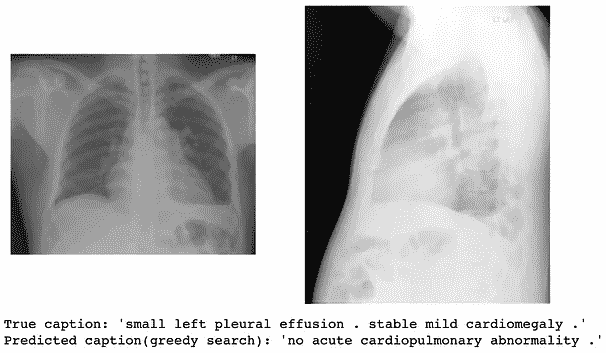 True caption: 'small left pleural effusion . stable mild cardiomegaly .'
Predicted caption(greedy search): 'no acute cardiopulmonary abnormality .'